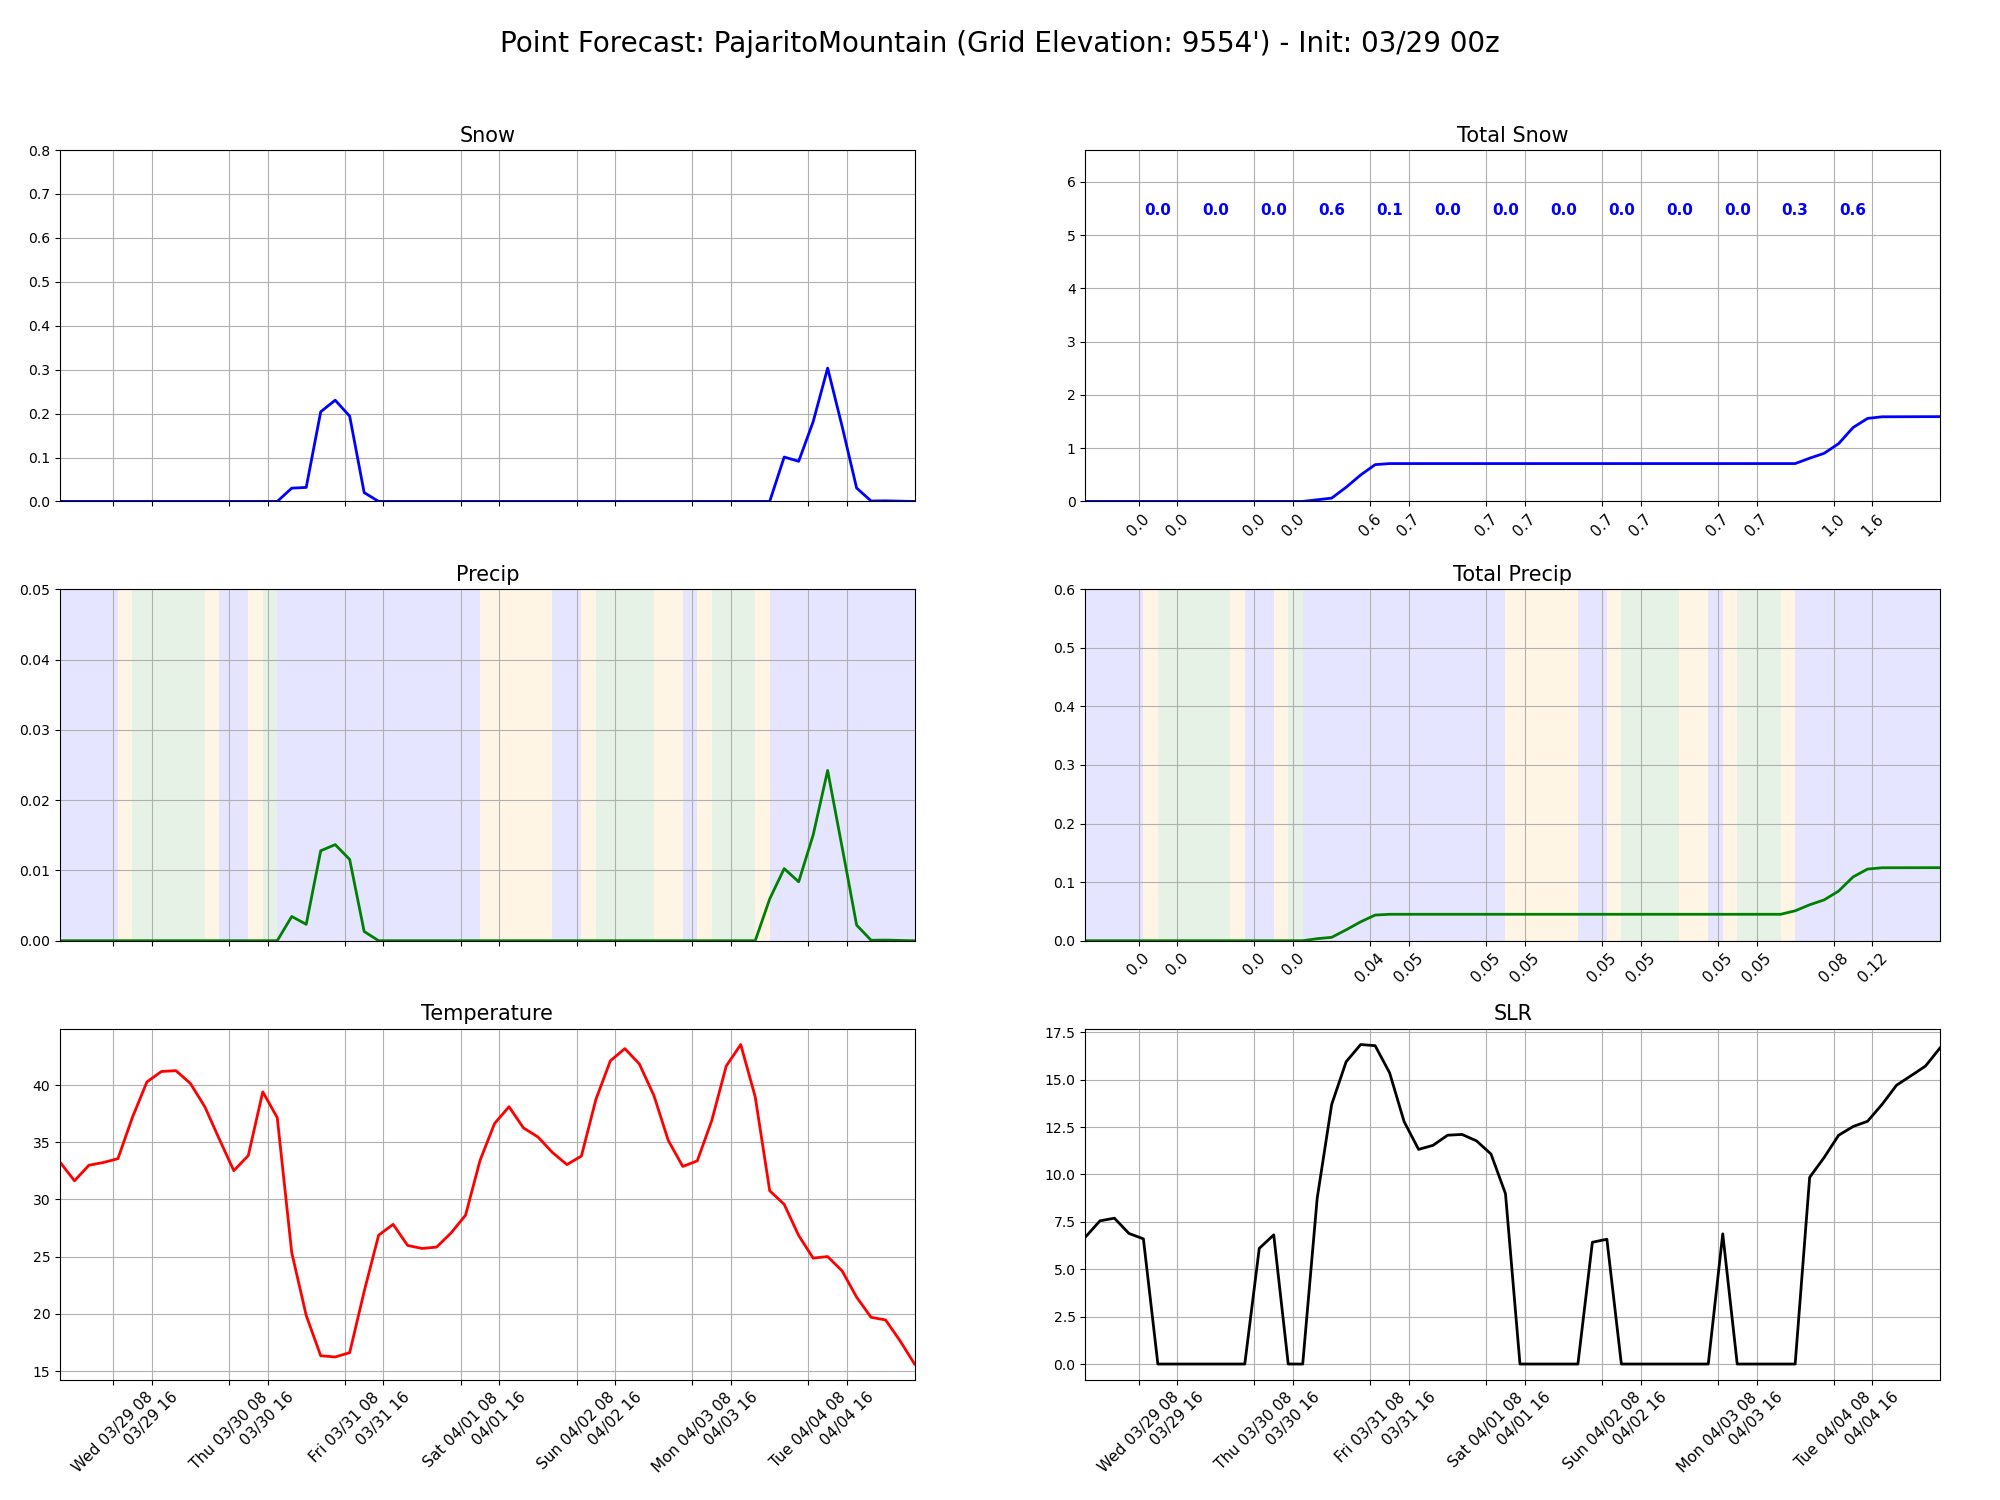 Point Forecast: PajaritoMountain (Grid Elevation: 9554') - Init: 03/29 00z
Snow
0.8
0.7
0.6
0.5
0.4
0.3
0.2
0.1
0.0
Total Snow
6
5
4
3
2
1
0
0.0 0.0 0.0 0.6 0.1 0.0 0.0 0.0 0.0 0.0 0.0 0.3 0.6
0.0 0.0 0.0 0.0 0.6 0.7 0.7 0.7 0.7 0.7 0.7 0.7 1.0 1.6
Precip
0.05
0.04
0.03
0.02
0.01
0.00
Total Precip
0.6
0.5
0.4
0.3
0.2
0.1
0.0
0.0 0.0 0.0 0.0 0.04 0.05 0.05 0.05 0.05 0.05 0.05 0.05 0.08 0.12
Temperature
40
35
30
25
20
15
Wed 03/29 08
03/29 16
Thu 03/30 08
03/30 16
Fri 03/31 08
03/31 16
Sat 04/01 08
04/01 16
Sun 04/02 08
04/02 16
Mon 04/03 08
04/03 16
Tue 04/04 08
04/04 16
SLR
17.5
15.0
12.5
10.0
7.5
5.0
2.5
0.0
Wed 03/29 08
03/29 16
Thu 03/30 08
03/30 16
Fri 03/31 08
03/31 16
Sat 04/01 08
04/01 16
Sun 04/02 08
04/02 16
Mon 04/03 08
04/03 16
Tue 04/04 08
04/04 16